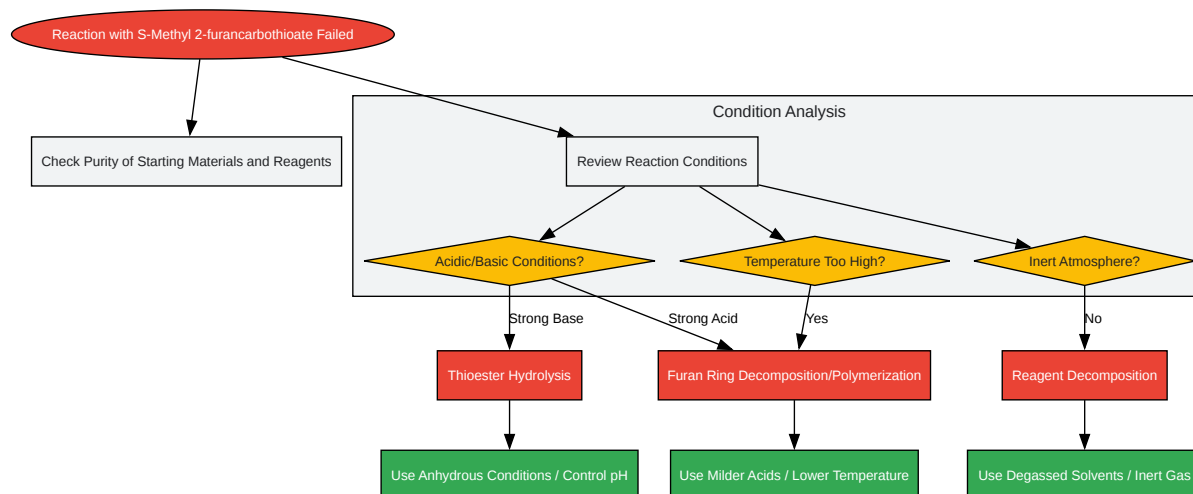 Reaction with S-Methyl 2-furancarbothioate Failed
Condition Analysis
Check Purity of Starting Materials and Reagents
Review Reaction Conditions
Acidic/Basic Conditions?
Temperature Too High?
Inert Atmosphere?
Strong Base
Strong Acid
Yes
No
Thioester Hydrolysis
Furan Ring Decomposition/Polymerization
Reagent Decomposition
Use Anhydrous Conditions / Control pH
Use Milder Acids / Lower Temperature
Use Degassed Solvents / Inert Gas